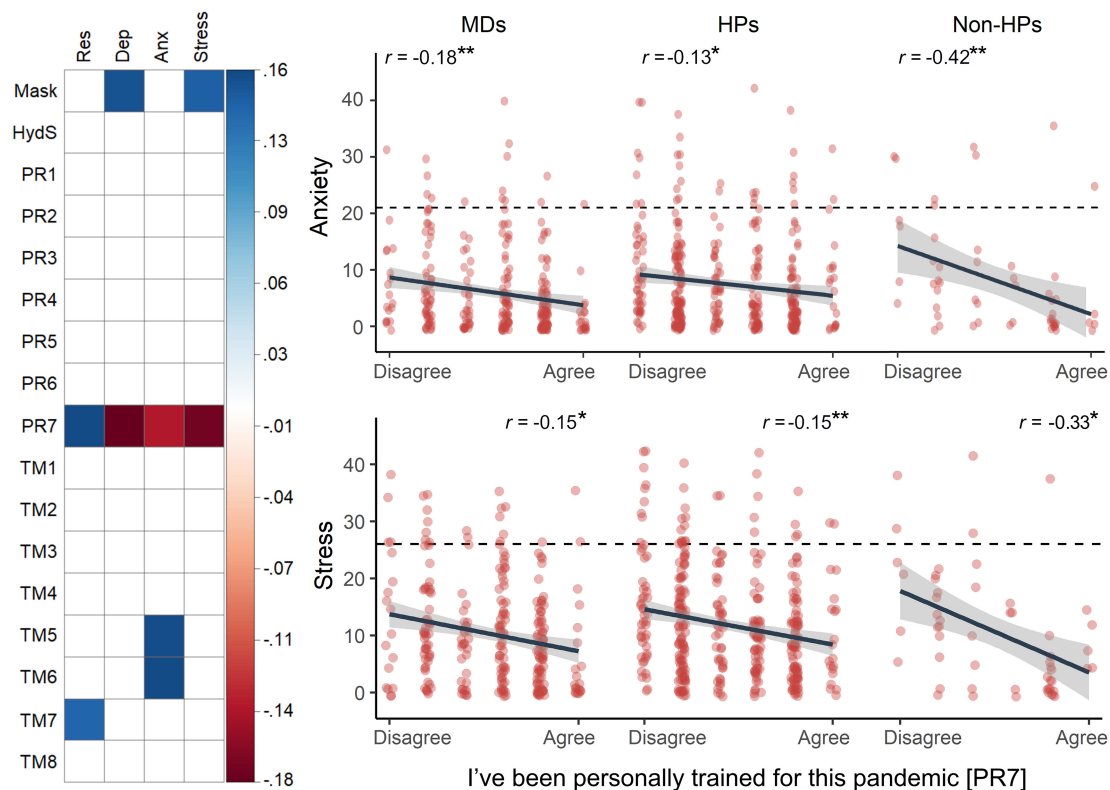 Res
Dep
Anx
Stress
Mask
HydS
PR1
PR2
PR3
PR4
PR5
PR6
PR7
TM1
TM2
TM3
TM4
TM5
TM6
TM7
TM8
.16
.13
.09
.06
.03
-.01
-.04
-.07
-.11
-.14
-.18
MDs HPs Non-HPs
r = -0.18** r = -0.13* r = -0.42**
Anxiety
40
30
20
10
0
Disagree Agree Disagree Agree Disagree Agree
r = -0.15* r = -0.15** r = -0.33*
Stress
40
30
20
10
0
Disagree Agree Disagree Agree Disagree Agree
I've been personally trained for this pandemic [PR7]